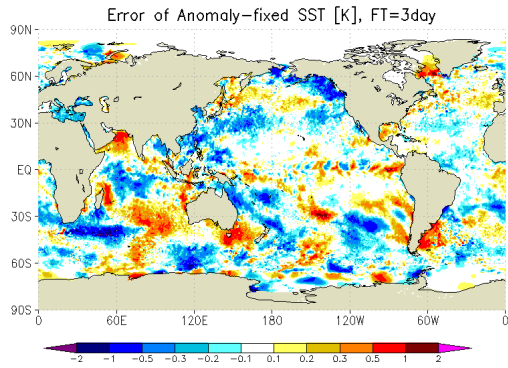 Error of Anomaly-fixed SST [K], FT=3day
90N
60N
30N
EQ
30S
60S
90S
0 60E 120E 180 120W 60W 0
-2 -1 -0.5 -0.3 -0.2 -0.1 0.1 0.2 0.3 0.5 1 2